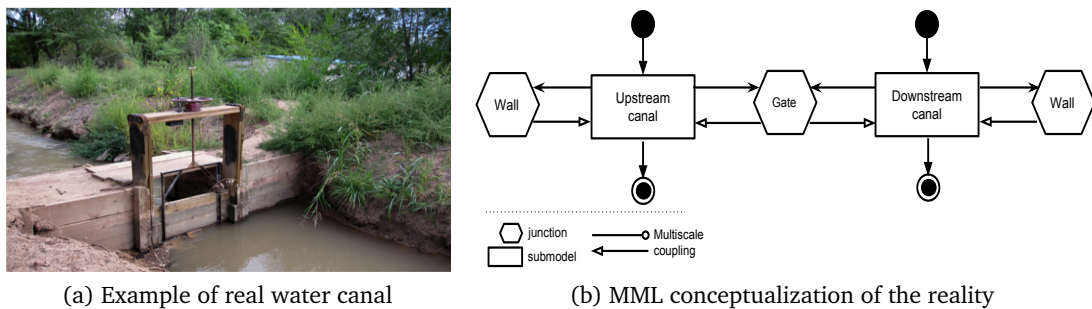 Wall
Upstream
canal
Gate
Downstream
canal
Wall
junction
Multiscale
submodel
coupling
(a) Example of real water canal
(b) MML conceptualization of the reality